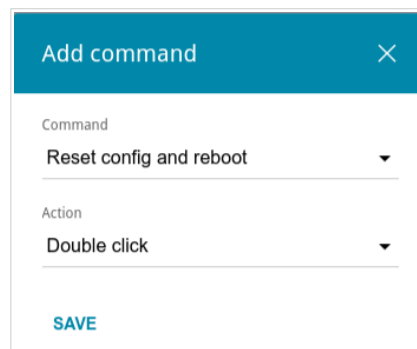 Add command
Command
Reset config and reboot
Action
Double click
SAVE